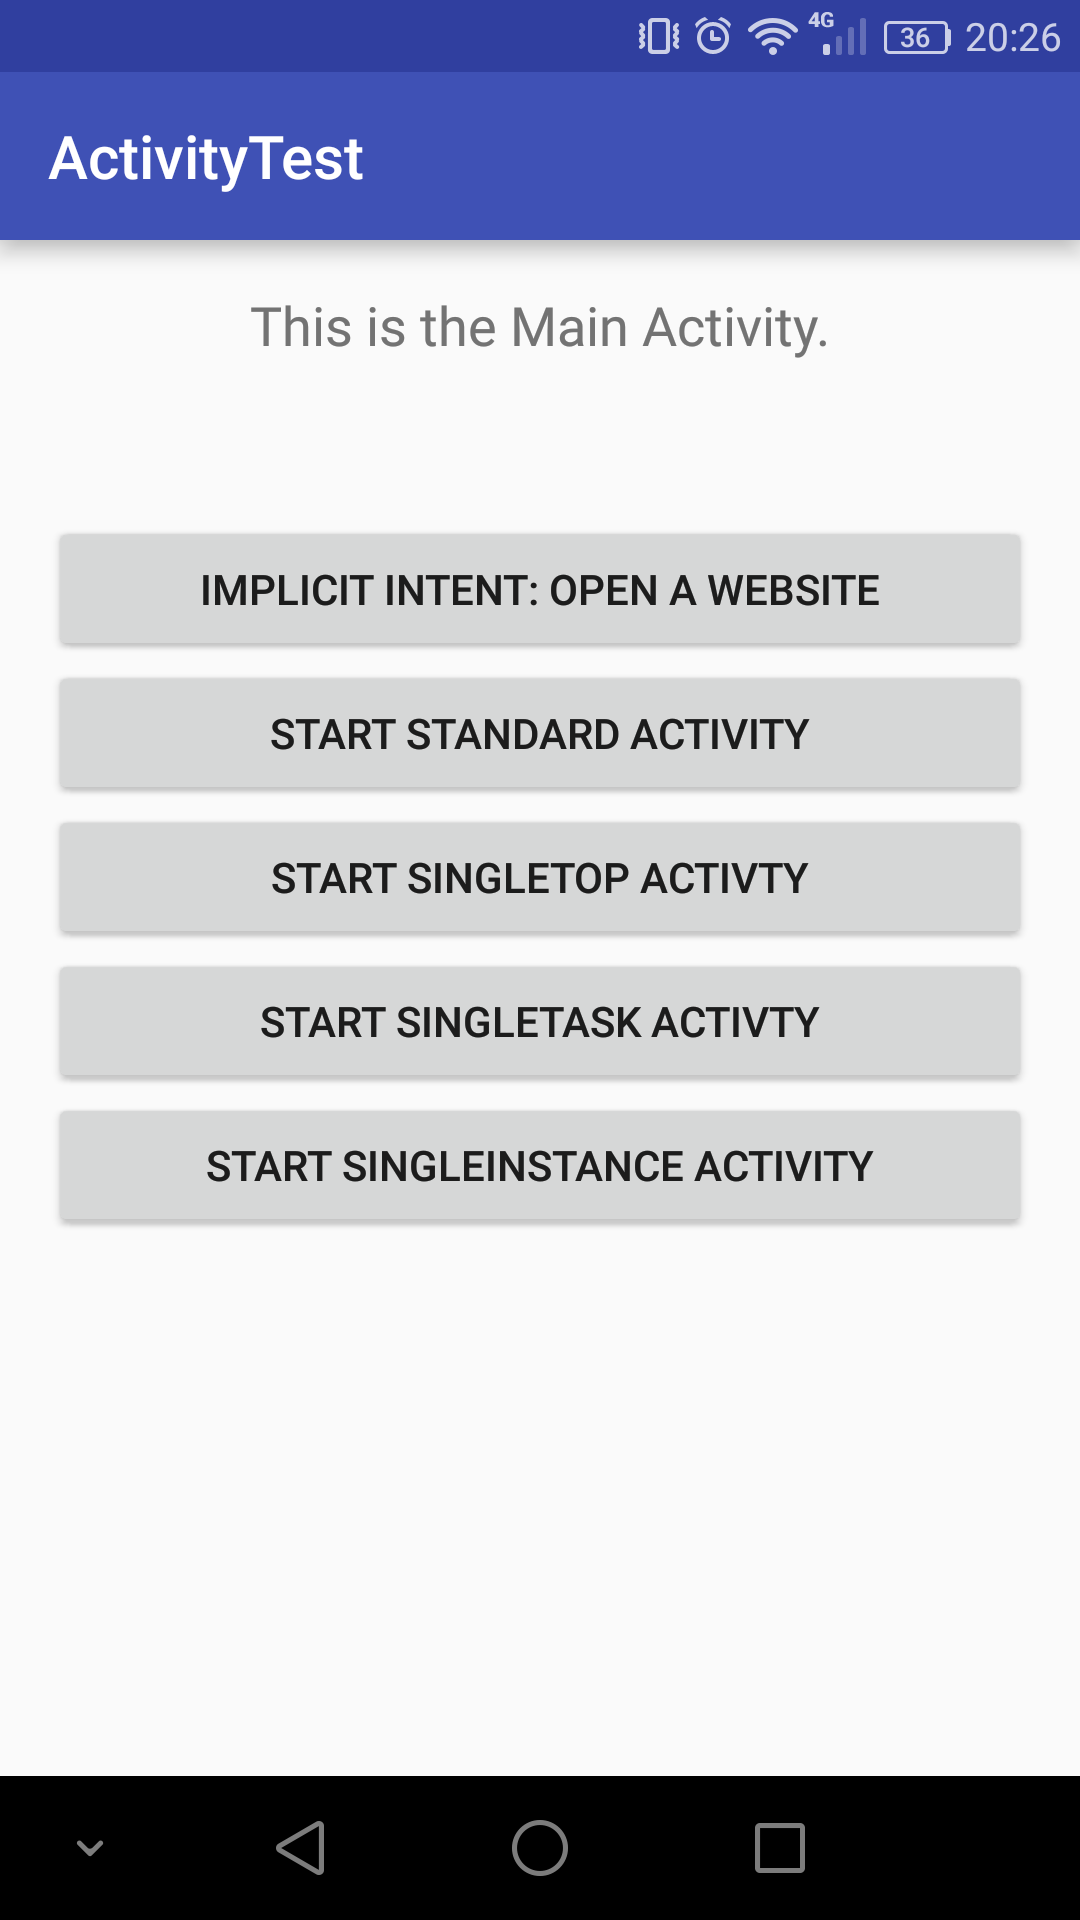 4G 36 20:26
ActivityTest
This is the Main Activity.
IMPLICIT INTENT: OPEN A WEBSITE
START STANDARD ACTIVITY
START SINGLETOP ACTIVTY
START SINGLETASK ACTIVTY
START SINGLEINSTANCE ACTIVITY